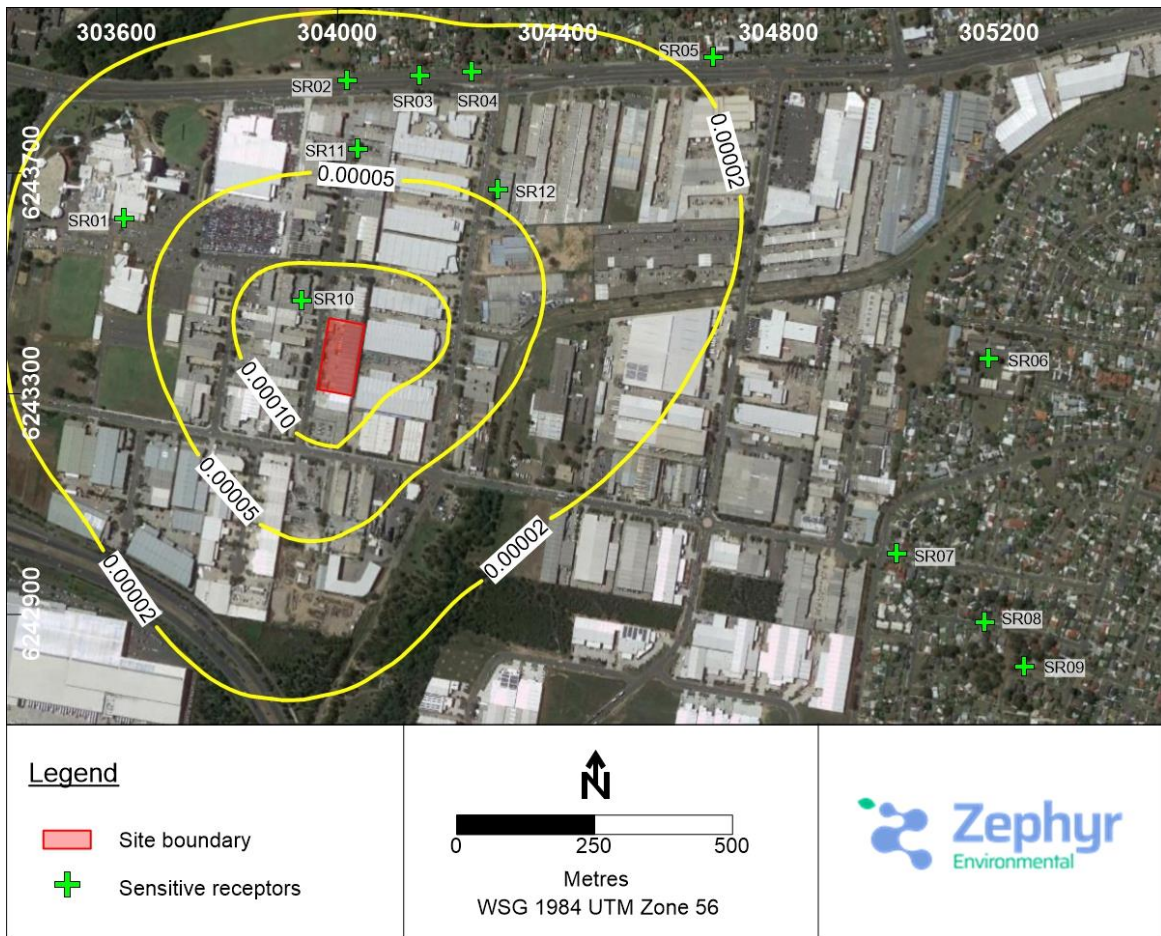 303600 304000 304400 304800 305200
SR05
SR02
SR03
SR04
0.00002
6243700
SR11
0.00005
SR12
SR01
SR10
SR06
6243300
0.00010
0.00005
0.00002
SR07
0.00002
6242900
SR08
SR09
Legend
Site boundary
Sensitive receptors
N
0 250 500
Metres
WSG 1984 UTM Zone 56
Zephyr
Environmental